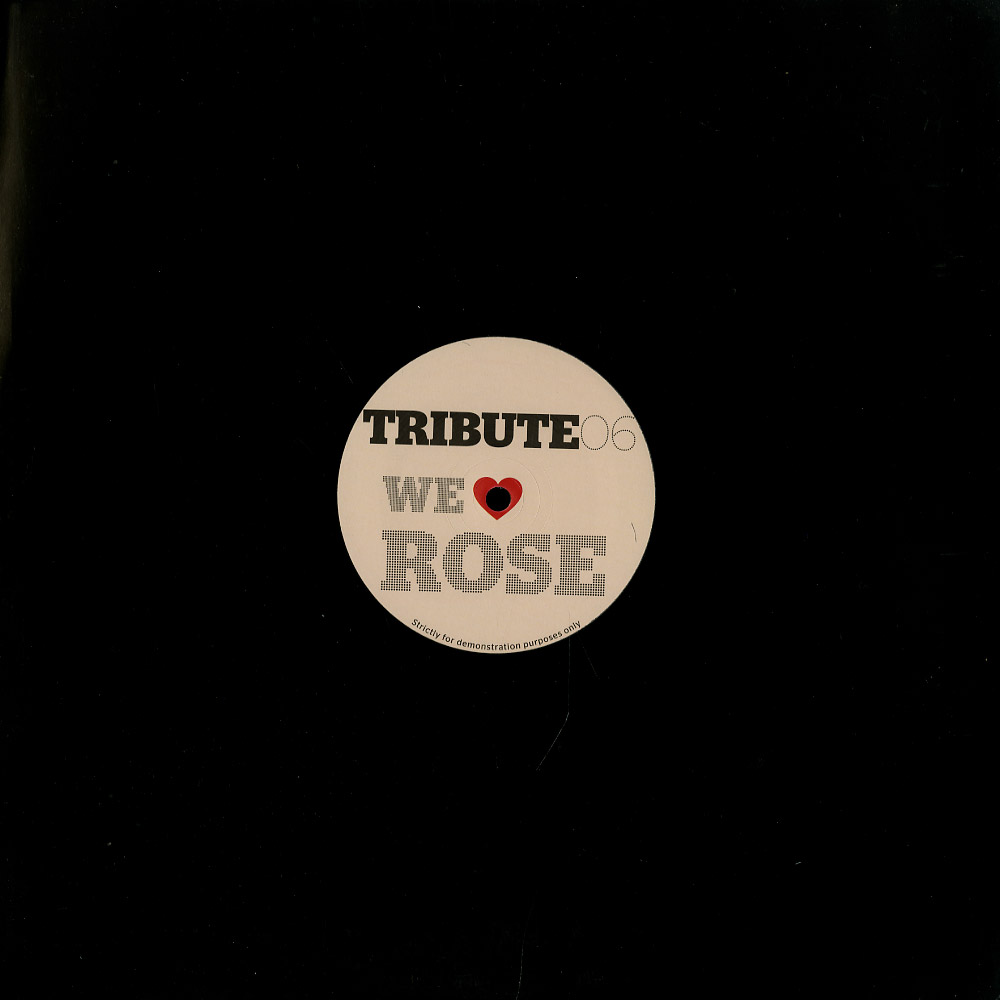 TRIBUTE06
WE ♥
ROSE
Strictly for demonstration purposes only